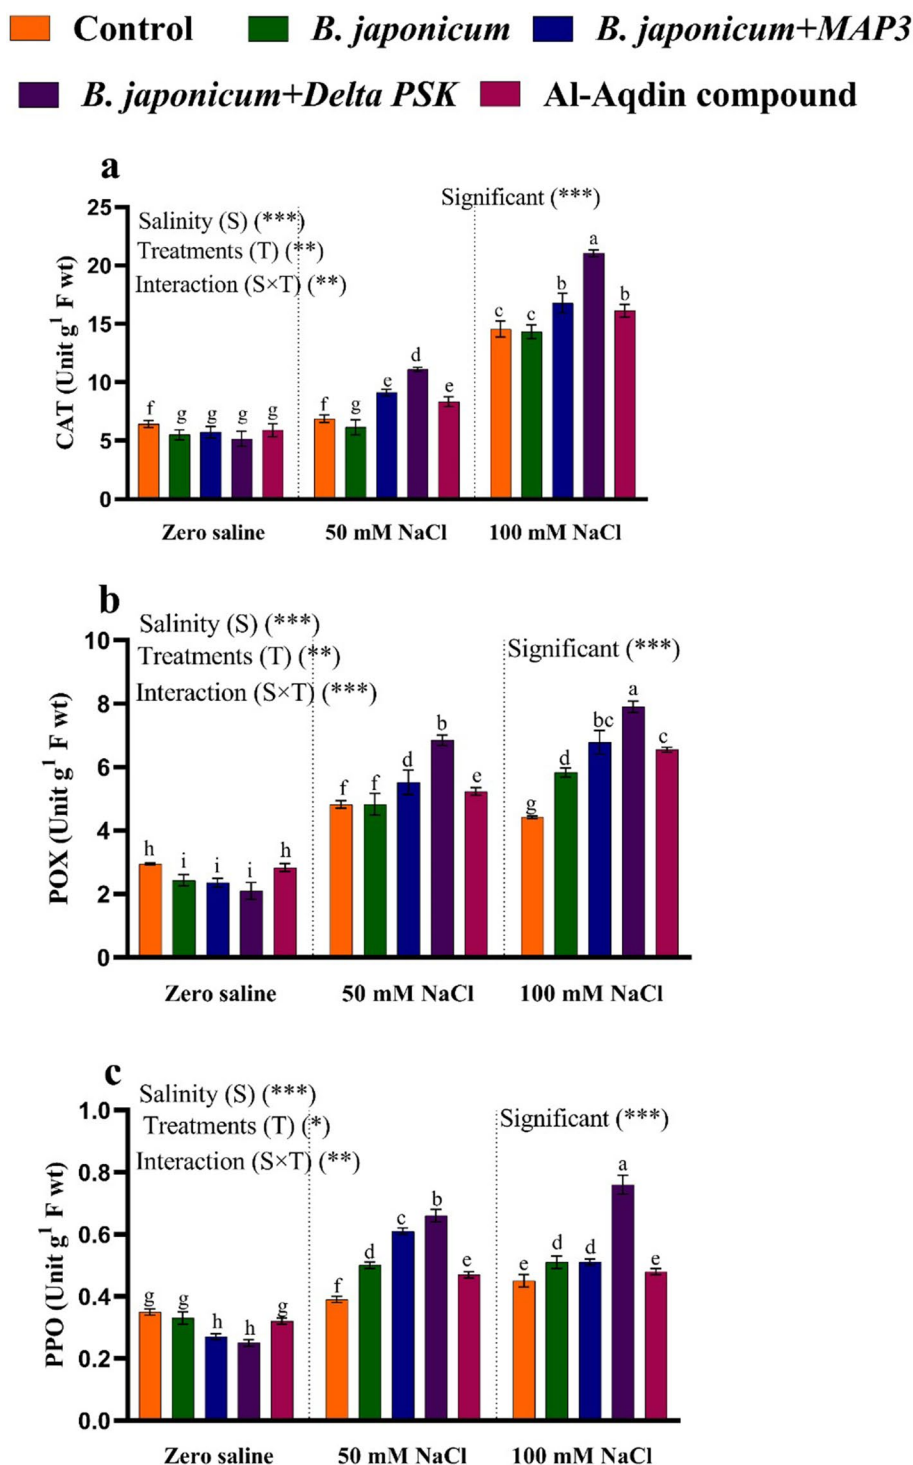 Control B. japonicum B. japonicum+MAP3
B. japonicum+Delta PSK Al-Aqdin compound
a
Significant (***)
Salinity (S) (***)
Treatments (T) (**)
Interaction (S×T) (**)
CAT (Unit g¹ F wt)
25
20
15
10
5
0
f g g g g f g e d e c c b a b
Zero saline 50 mM NaCl 100 mM NaCl
b
Salinity (S) (***)
Treatments (T) (**)
Interaction (S×T) (***)
Significant (***)
POX (Unit g¹ F wt)
10
8
6
4
2
0
h i i i h f f d b e g d bc a c
Zero saline 50 mM NaCl 100 mM NaCl
c
Salinity (S) (***)
Treatments (T) (*)
Interaction (S×T) (**)
Significant (***)
PPO (Unit g¹ F wt)
1.0
0.8
0.6
0.4
0.2
0.0
g g h h g f d c b e e d d a e
Zero saline 50 mM NaCl 100 mM NaCl